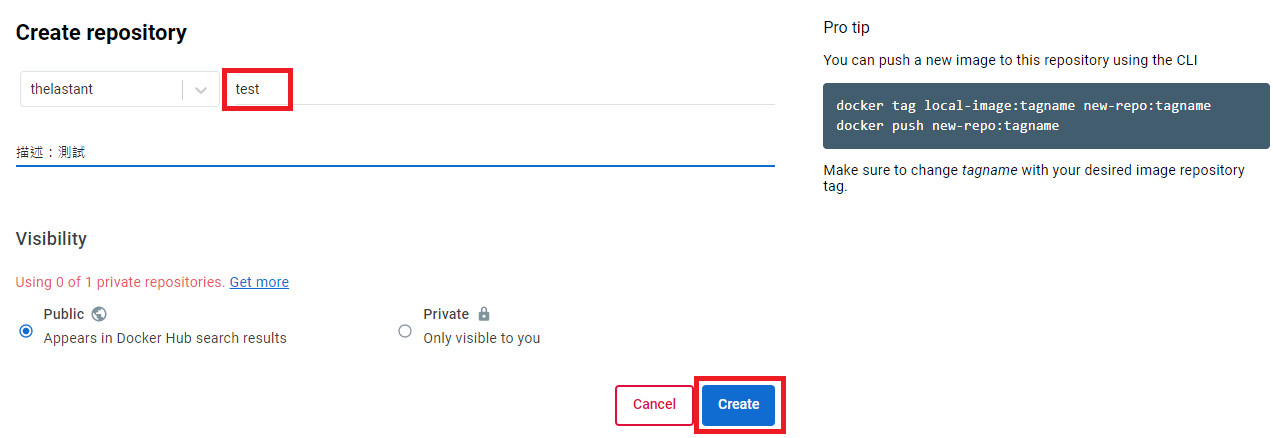 Create repository
thelastant
test
描述：測試
Visibility
Using 0 of 1 private repositories. Get more
Public
Appears in Docker Hub search results
Private
Only visible to you
Cancel
Create
Pro tip
You can push a new image to this repository using the CLI
docker tag local-image:tagname new-repo:tagname
docker push new-repo:tagname
Make sure to change tagname with your desired image repository
tag.